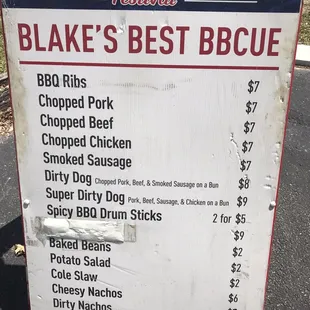 Festival
BLAKE'S BEST BBCUE
BBQ Ribs $7
Chopped Pork $7
Chopped Beef $7
Chopped Chicken $7
Smoked Sausage $7
Dirty Dog Chopped Pork, Beef, & Smoked Sausage on a Bun $8
Super Dirty Dog Pork, Beef, Sausage, & Chicken on a Bun $9
Spicy BBQ Drum Sticks 2 for $5
$9
Baked Beans $2
Potato Salad $2
Cole Slaw $2
Cheesy Nachos $6
Dirty Nachos